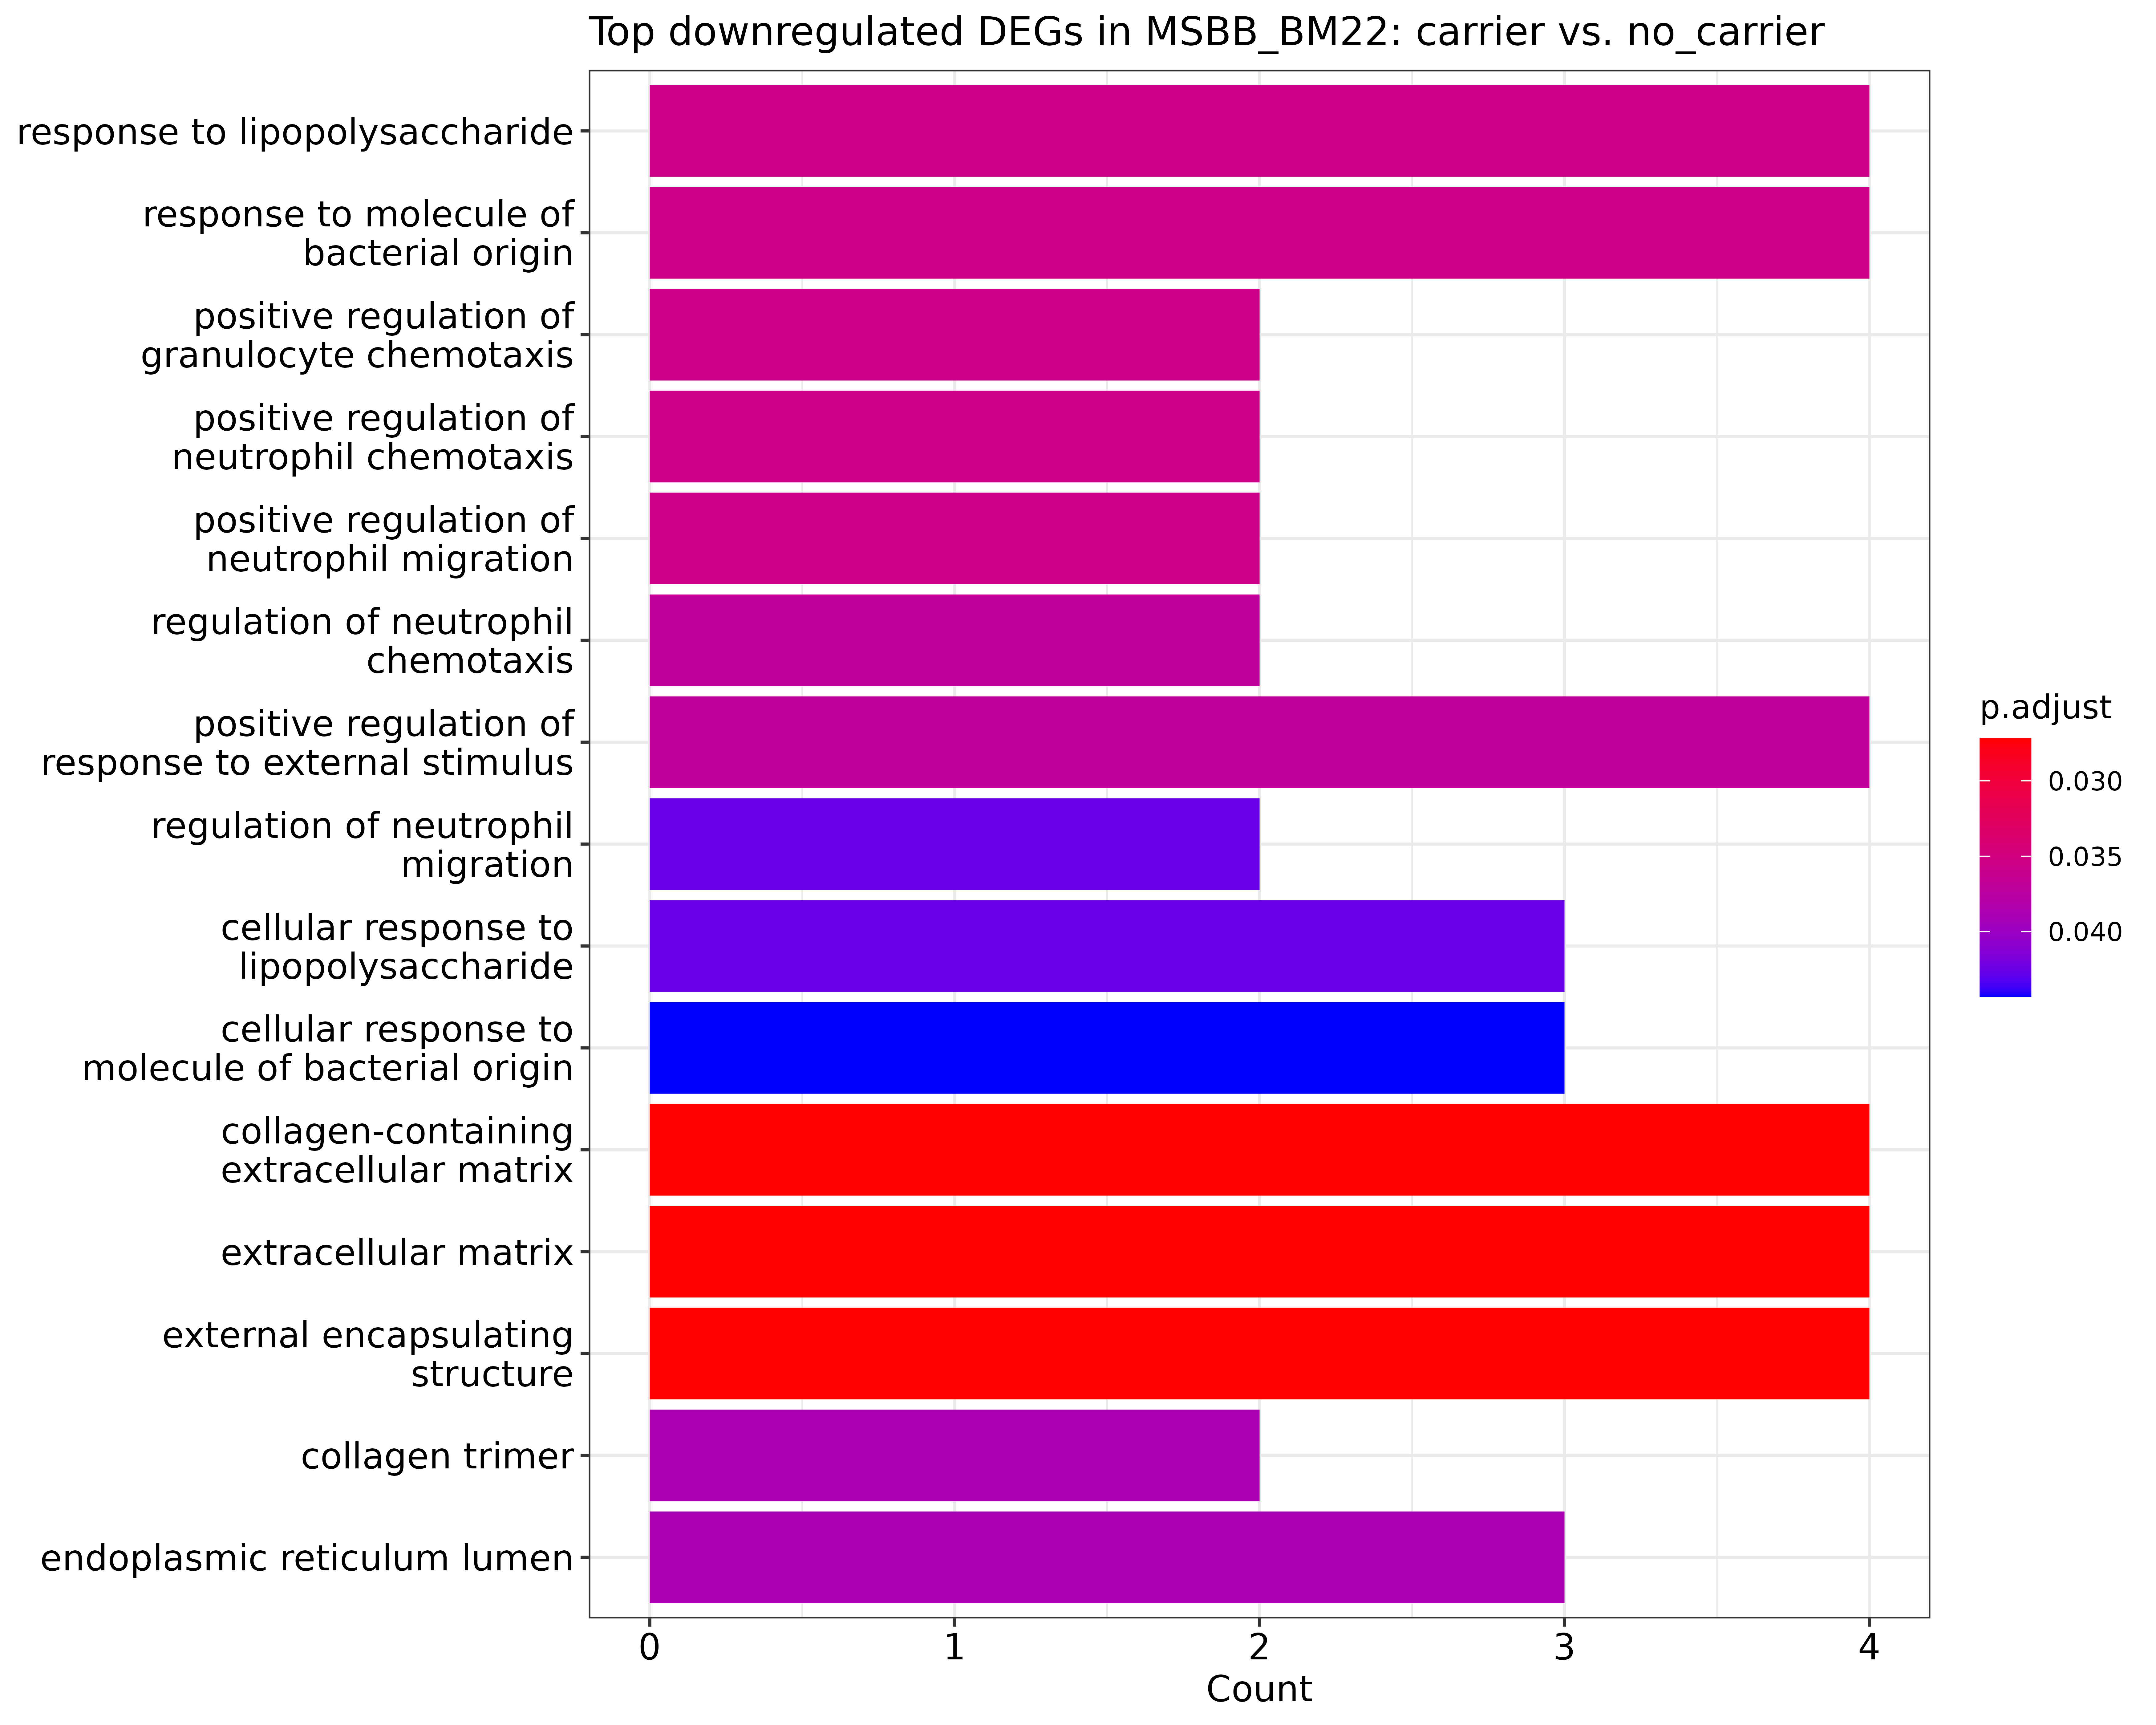 Top downregulated DEGs in MSBB_BM22: carrier vs. no_carrier
response to lipopolysaccharide
response to molecule of
bacterial origin
positive regulation of
granulocyte chemotaxis
positive regulation of
neutrophil chemotaxis
positive regulation of
neutrophil migration
regulation of neutrophil
chemotaxis
positive regulation of
response to external stimulus
regulation of neutrophil
migration
cellular response to
lipopolysaccharide
cellular response to
molecule of bacterial origin
collagen-containing
extracellular matrix
extracellular matrix
external encapsulating
structure
collagen trimer
endoplasmic reticulum lumen
0 1 2 3 4
Count
p.adjust
0.030
0.035
0.040